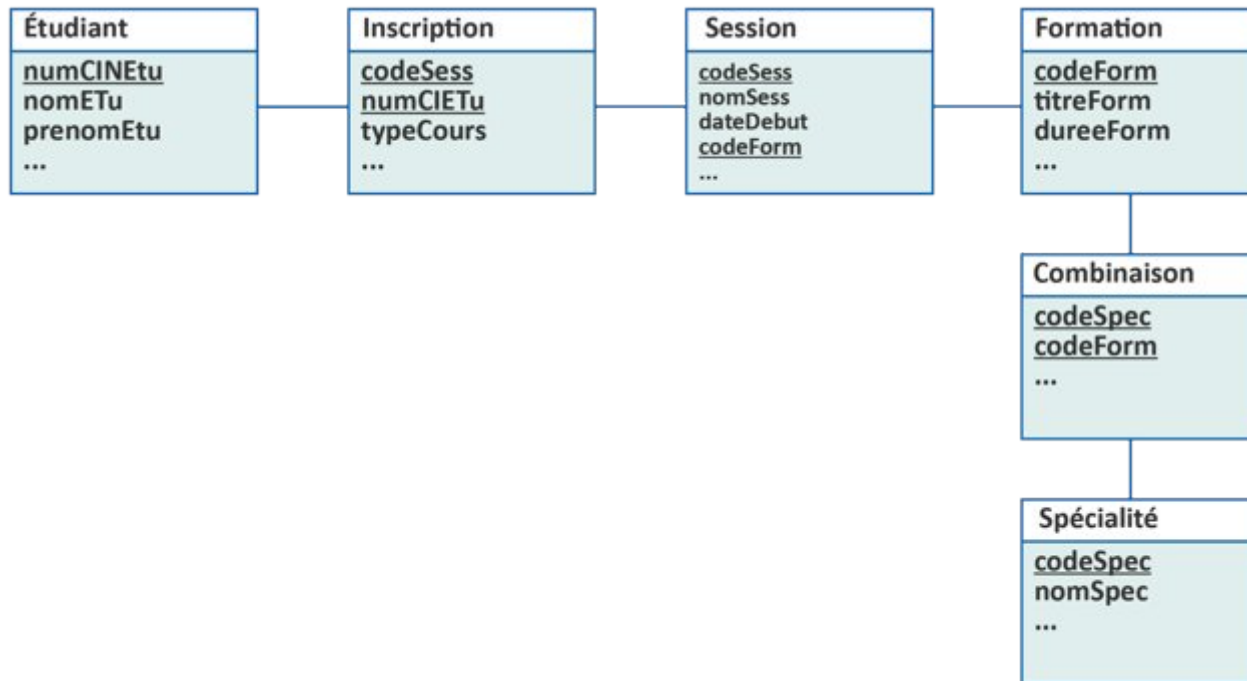 Étudiant
numCINEtu
nomETu
prenomEtu
...
Inscription
codeSess
numCIETu
typeCours
...
Session
codeSess
nomSess
dateDebut
codeForm
...
Formation
codeForm
titreForm
dureeForm
...
Combinaison
codeSpec
codeForm
...
Spécialité
codeSpec
nomSpec
...